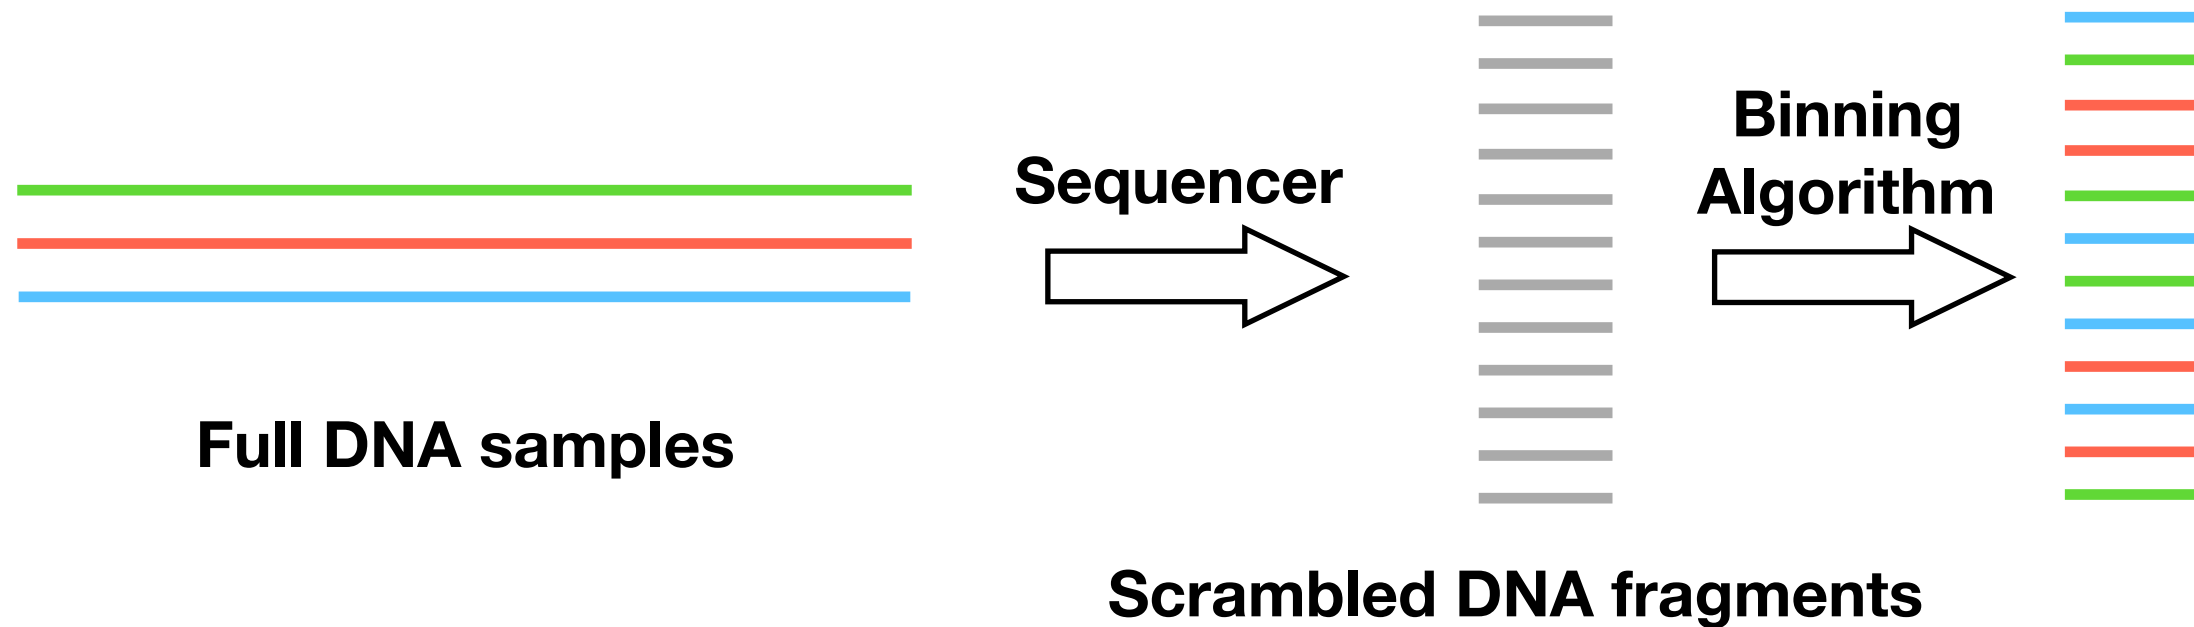 Full DNA samples
Sequencer
Binning
Algorithm
Scrambled DNA fragments